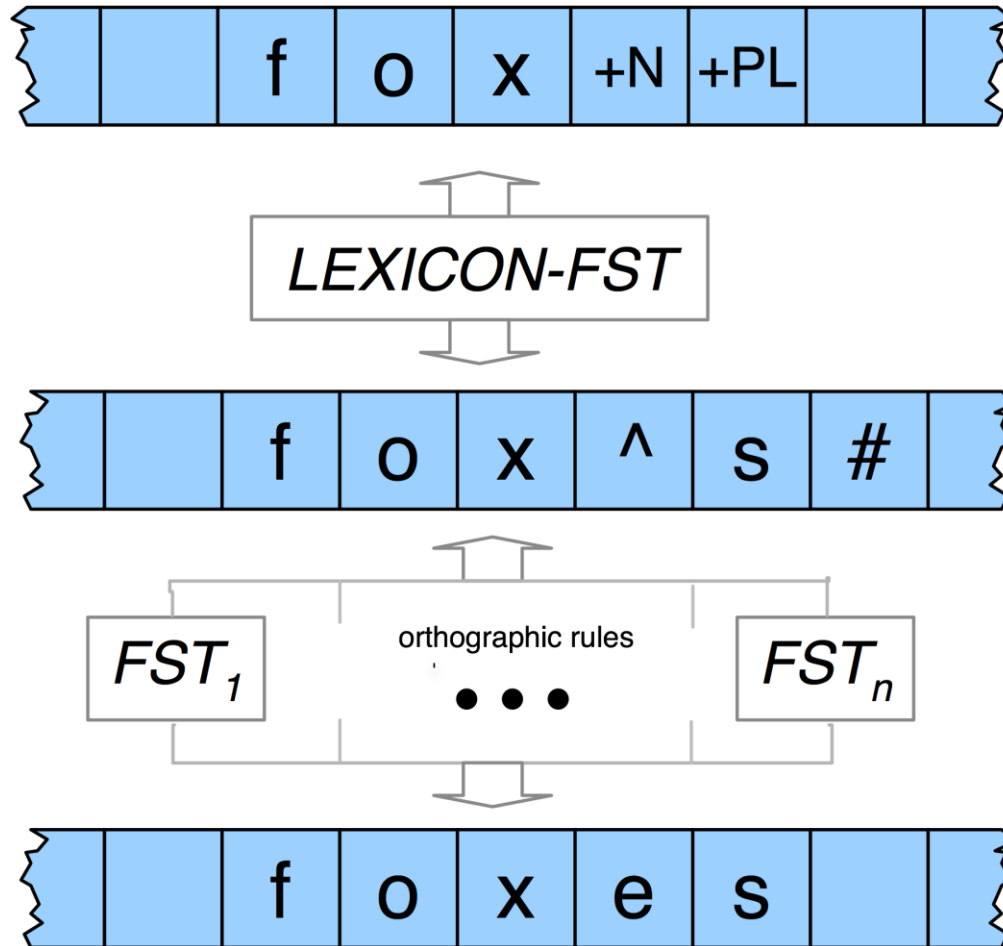 f o x +N +PL
LEXICON-FST
f o x ^ s #
orthographic rules
FST1 • • • FSTn
f o x e s